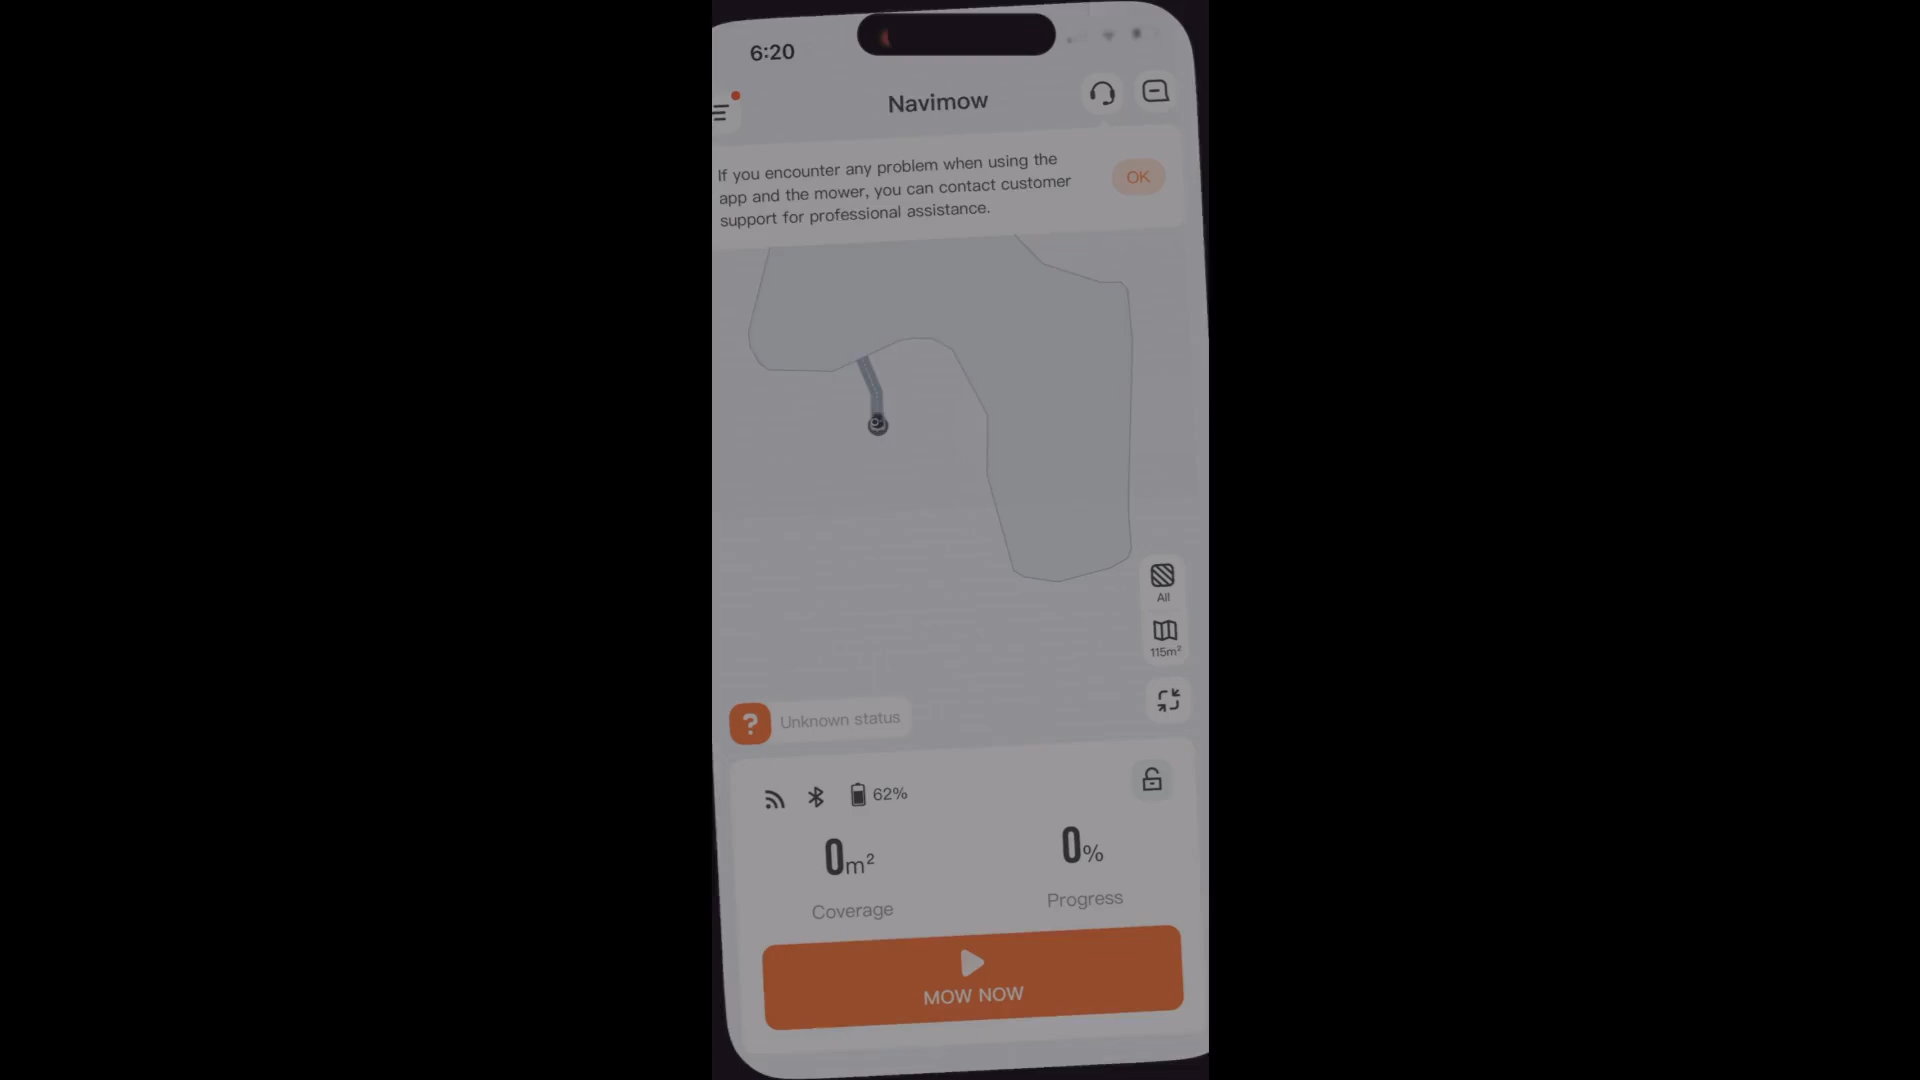 6:20
Navimow
If you encounter any problem when using the
app and the mower, you can contact customer
support for professional assistance.
OK
All
115m²
? Unknown status
62%
0m²
0%
Coverage
Progress
MOW NOW